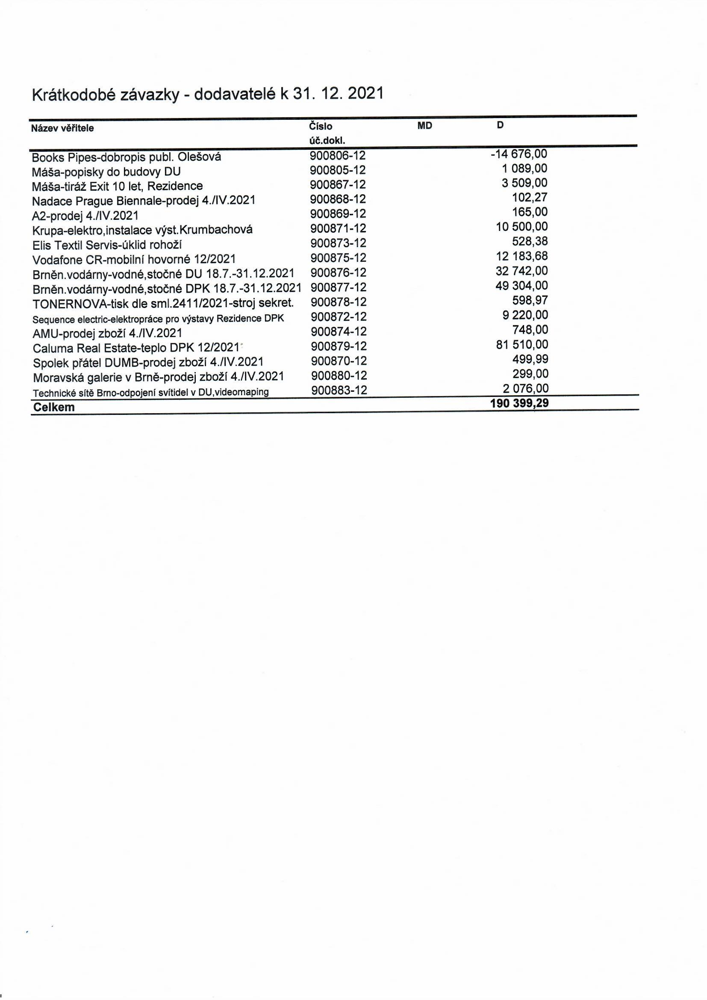 Krátkodobé závazky - dodavatelé k 31. 12. 2021
Název věřitele Číslo MD D
úč.dokl.
Books Pipes-dobropis publ. Olešová 900806-12 -14 676,00
Máša-popisky do budovy DU 900805-12 1 089,00
Máša-tiráž Exit 10 let, Rezidence 900867-12 3 509,00
Nadace Prague Biennale-prodej 4./IV.2021 900868-12 102,27
A2-prodej 4./IV.2021 900869-12 165,00
Krupa-elektro,instalace výst.Krumbachová 900871-12 10 500,00
Elis Textil Servis-úklid rohoží 900873-12 528,38
Vodafone CR-mobilní hovorné 12/2021 900875-12 12 183,68
Brněn.vodárny-vodné,stočné DU 18.7.-31.12.2021 900876-12 32 742,00
Brněn.vodárny-vodné,stočné DPK 18.7.-31.12.2021 900877-12 49 304,00
TONERNOVA-tisk dle sml.2411/2021-stroj sekret. 900878-12 598,97
Sequence electric-elektropráce pro výstavy Rezidence DPK 900872-12 9 220,00
AMU-prodej zboží 4./IV.2021 900874-12 748,00
Caluma Real Estate-teplo DPK 12/2021 900879-12 81 510,00
Spolek přátel DUMB-prodej zboží 4./IV.2021 900870-12 499,99
Moravská galerie v Brně-prodej zboží 4./IV.2021 900880-12 299,00
Technické sítě Brno-odpojení svítidel v DU,videomaping 900883-12 2 076,00
Celkem 190 399,29